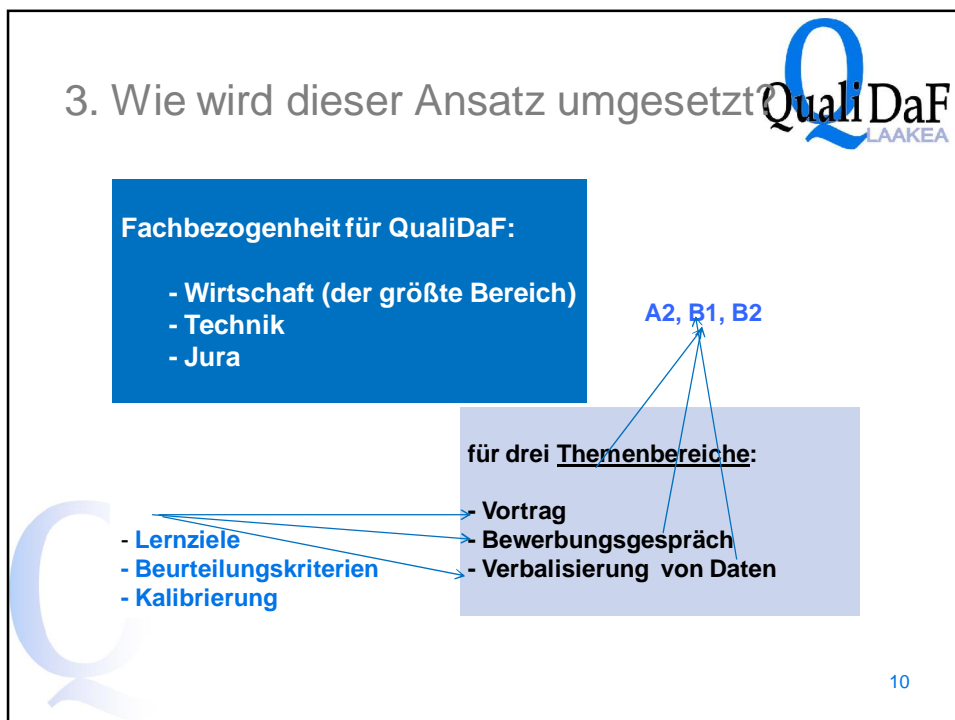 3. Wie wird dieser Ansatz umgesetzt?
QualiDaF
LAAKEA
Fachbezogenheit für QualiDaF:
- Wirtschaft (der größte Bereich)
- Technik
- Jura
A2, B1, B2
für drei Themenbereiche:
- Vortrag
- Bewerbungsgespräch
- Verbalisierung von Daten
- Lernziele
- Beurteilungskriterien
- Kalibrierung
10